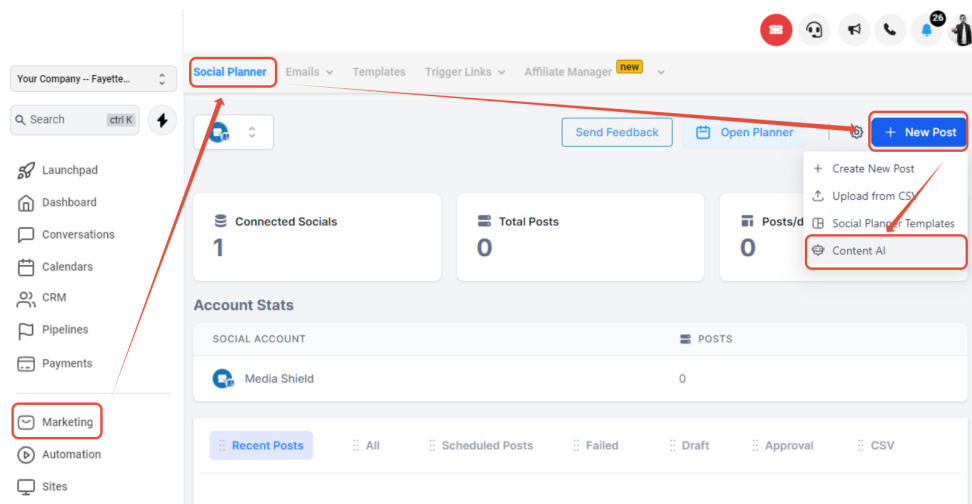 26
Your Company -- Fayette...
Social Planner
Emails
Templates
Trigger Links
Affiliate Manager
new
Search
ctrl K
Send Feedback
Open Planner
+ New Post
Launchpad
Dashboard
Conversations
Calendars
CRM
Pipelines
Payments
Marketing
Automation
Sites
+ Create New Post
Upload from CSV
Social Planner Templates
Content AI
Connected Socials
1
Total Posts
0
Posts/d
0
Account Stats
SOCIAL ACCOUNT
POSTS
Media Shield
0
Recent Posts
All
Scheduled Posts
Failed
Draft
Approval
CSV